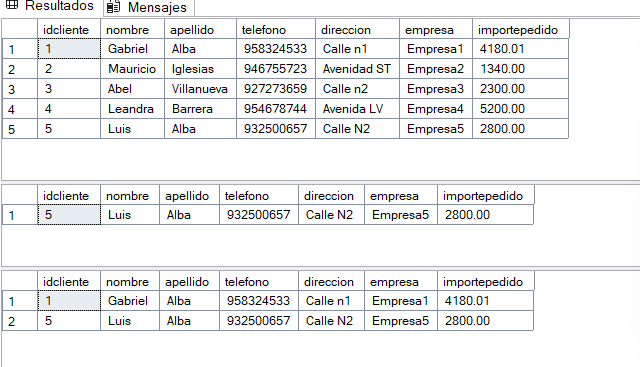 Resultados Mensajes
idcliente nombre apellido telefono direccion empresa importepedido
1 1 Gabriel Alba 958324533 Calle n1 Empresa1 4180.01
2 2 Mauricio Iglesias 946755723 Avenidad ST Empresa2 1340.00
3 3 Abel Villanueva 927273659 Calle n2 Empresa3 2300.00
4 4 Leandra Barrera 954678744 Avenida LV Empresa4 5200.00
5 5 Luis Alba 932500657 Calle N2 Empresa5 2800.00
idcliente nombre apellido telefono direccion empresa importepedido
1 5 Luis Alba 932500657 Calle N2 Empresa5 2800.00
idcliente nombre apellido telefono direccion empresa importepedido
1 1 Gabriel Alba 958324533 Calle n1 Empresa1 4180.01
2 5 Luis Alba 932500657 Calle N2 Empresa5 2800.00